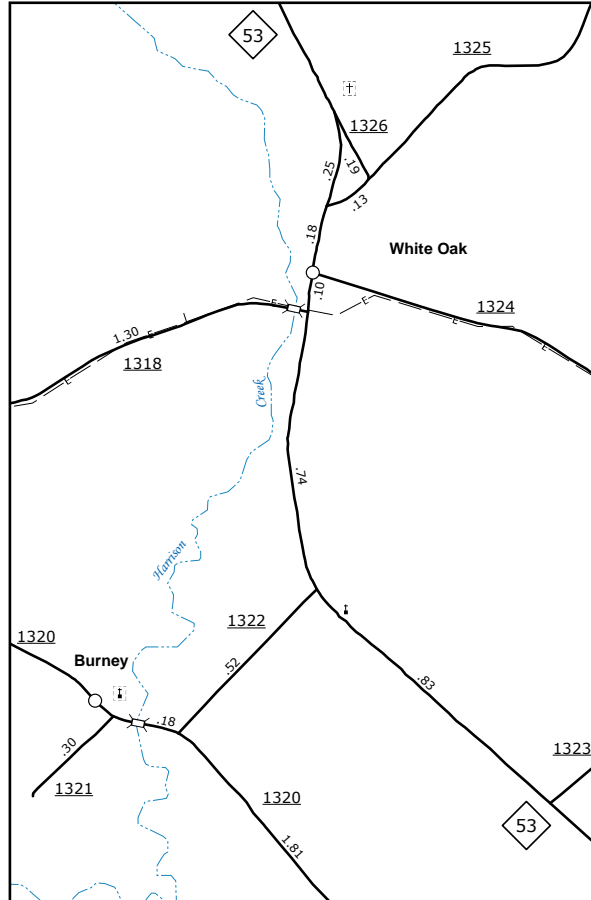 53
1325
1326
.19
.25
.13
.18
White Oak
.10
E
E
1324
E
E
1.30
E
1318
E
Creek
.74
Harrison
1322
1320
Burney
.52
.83
.18
.30
1323
1321
1320
53
1.81